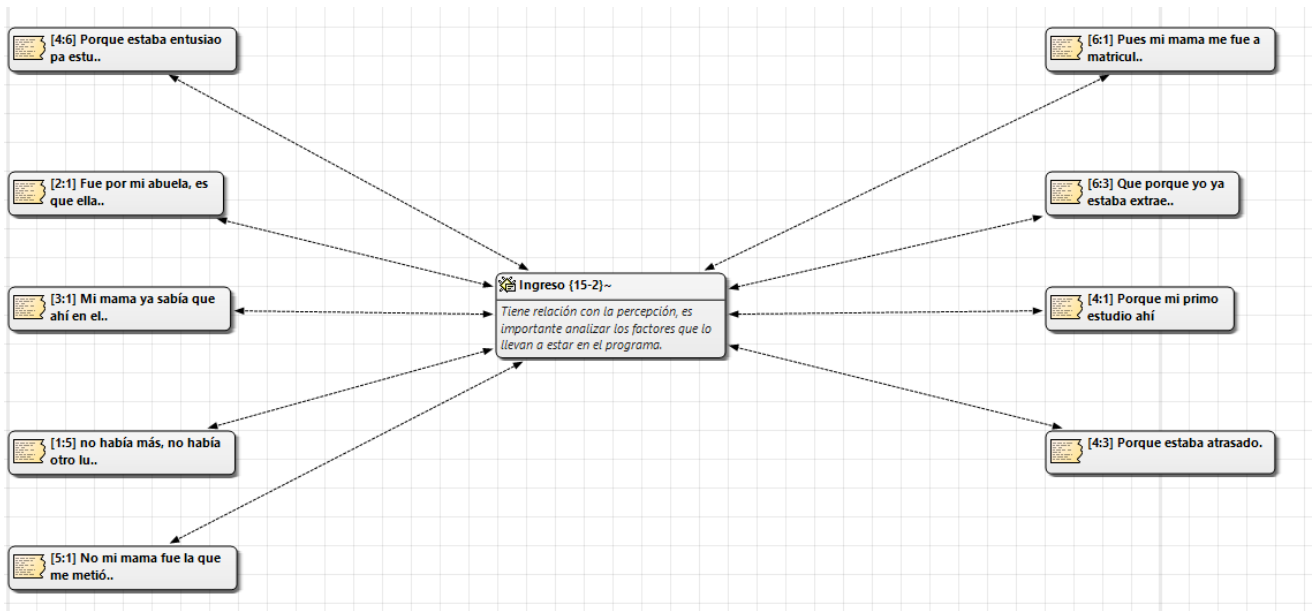 [4:6] Porque estaba entusiao
pa estu..
[6:1] Pues mi mama me fue a
matricul..
[2:1] Fue por mi abuela, es
que ella..
[6:3] Que porque yo ya
estaba extrae..
Ingreso {15-2}~
Tiene relación con la percepción, es
importante analizar los factores que lo
llevan a estar en el programa.
[3:1] Mi mama ya sabía que
ahí en el..
[4:1] Porque mi primo
estudio ahí
[1:5] no había más, no había
otro lu..
[4:3] Porque estaba atrasado.
[5:1] No mi mama fue la que
me metió..